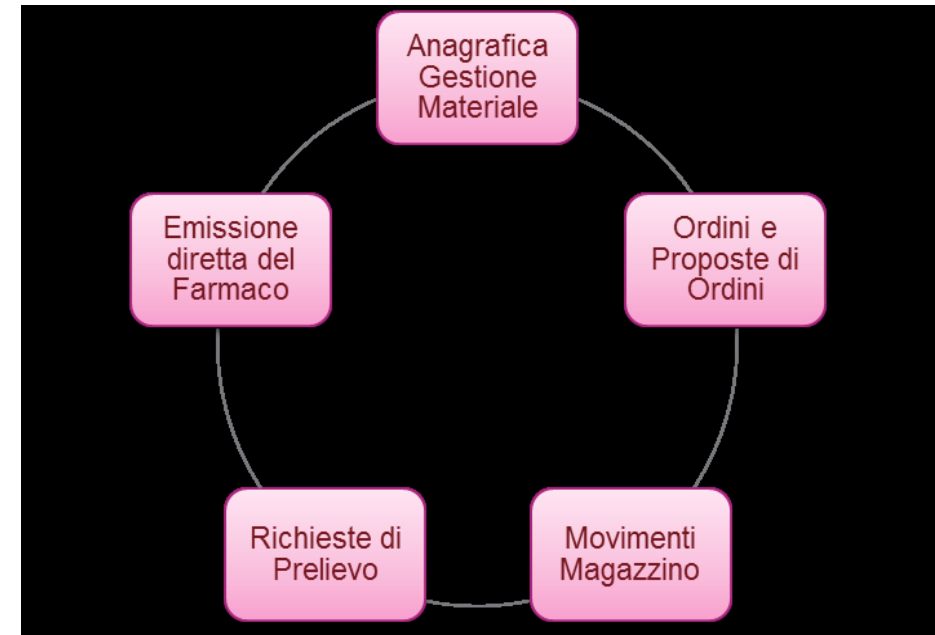 Anagrafica
Gestione
Materiale
Emissione
diretta del
Farmaco
Ordini e
Proposte di
Ordini
Richieste di
Prelievo
Movimenti
Magazzino